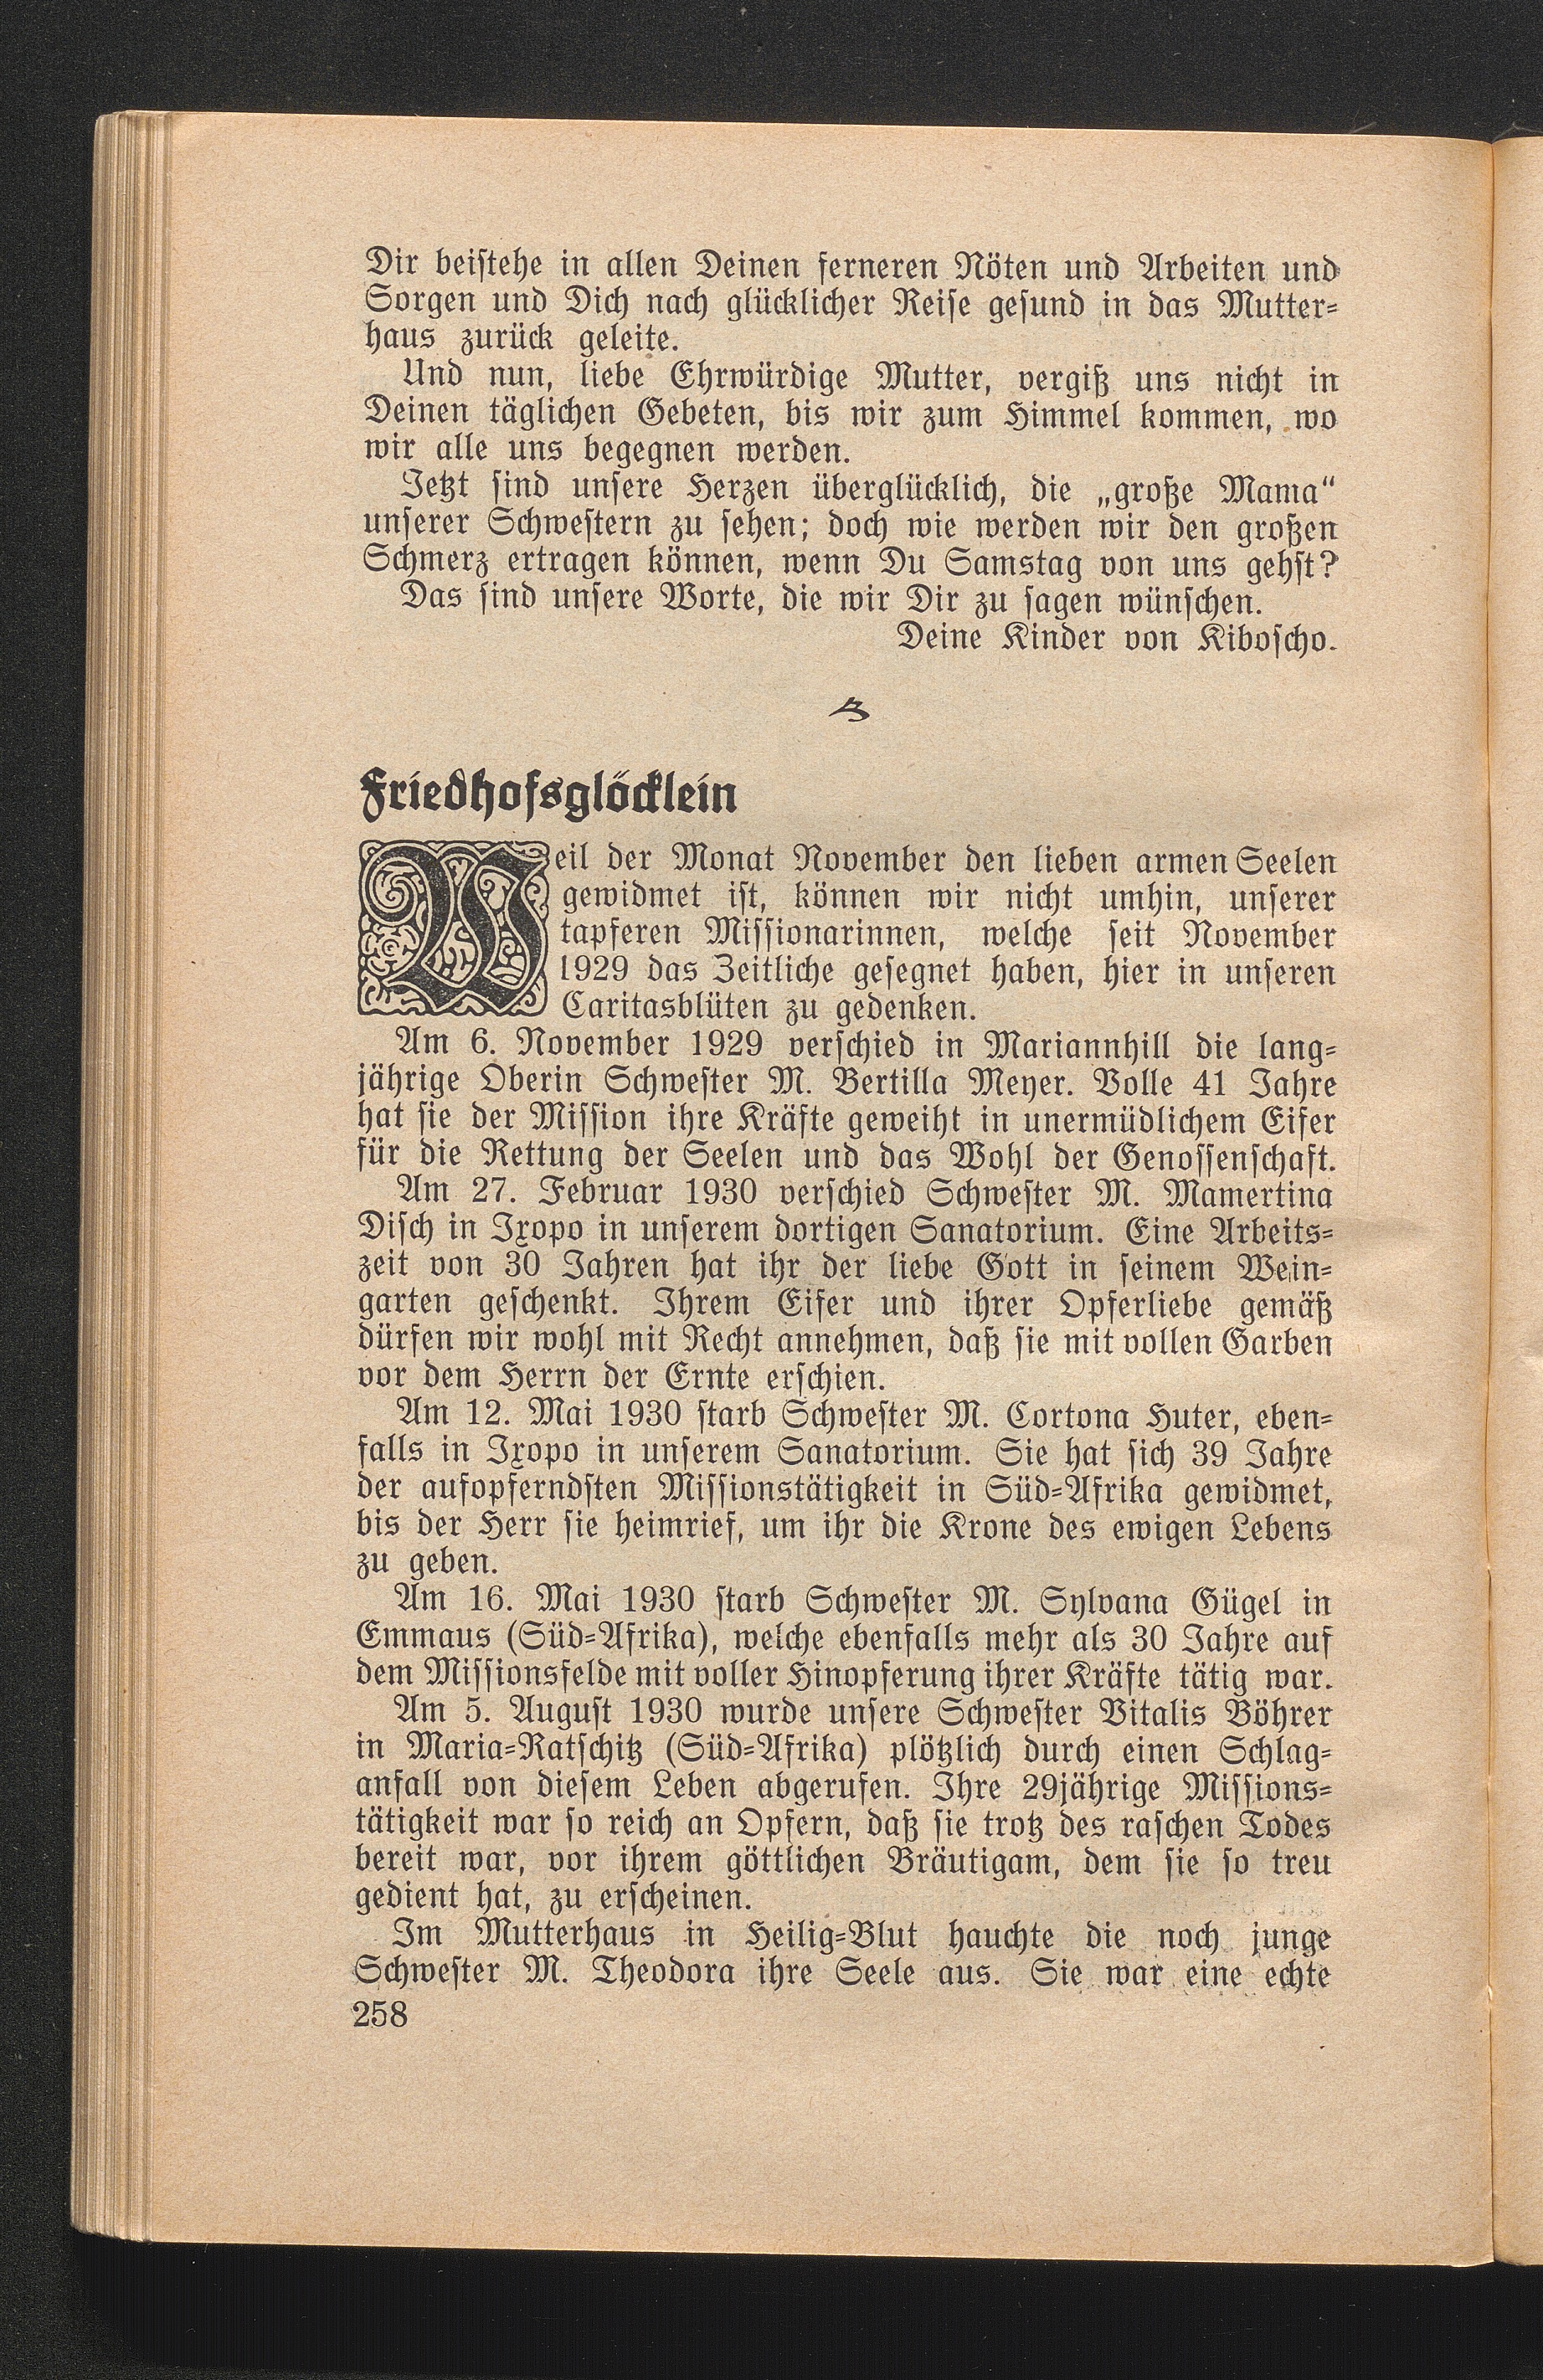 Dir beistehe in allen Deinen ferneren Nöten und Arbeiten und
Sorgen und Dich nach glücklicher Reise gesund in das Mutter-
haus zurück geleite.
Und nun, liebe Ehrwürdige Mutter, vergiß uns nicht in
Deinen täglichen Gebeten, bis wir zum Himmel kommen, wo
wir alle uns begegnen werden.
Jetzt sind unsere Herzen überglücklich, die „große Mama“
unserer Schwestern zu sehen; doch wie werden wir den großen
Schmerz ertragen können, wenn Du Samstag von uns gehst?
Das sind unsere Worte, die wir Dir zu sagen wünschen.
Deine Kinder von Kiboscho.
Friedhofsglöcklein
Weil der Monat November den lieben armen Seelen
gewidmet ist, können wir nicht umhin, unserer
tapferen Missionarinnen, welche seit November
1929 das Zeitliche gesegnet haben, hier in unseren
Caritasblüten zu gedenken.
Am 6. November 1929 verschied in Mariannhill die lang-
jährige Oberin Schwester M. Bertilla Meyer. Volle 41 Jahre
hat sie der Mission ihre Kräfte geweiht in unermüdlichem Eifer
für die Rettung der Seelen und das Wohl der Genossenschaft.
Am 27. Februar 1930 verschied Schwester M. Mamertina
Disch in Ixopo in unserem dortigen Sanatorium. Eine Arbeits-
zeit von 30 Jahren hat ihr der liebe Gott in seinem Wein-
garten geschenkt. Ihrem Eifer und ihrer Opferliebe gemäß
dürfen wir wohl mit Recht annehmen, daß sie mit vollen Garben
vor dem Herrn der Ernte erschien.
Am 12. Mai 1930 starb Schwester M. Cortona Huter, eben-
falls in Ixopo in unserem Sanatorium. Sie hat sich 39 Jahre
der aufopferndsten Missionstätigkeit in Süd-Afrika gewidmet,
bis der Herr sie heimrief, um ihr die Krone des ewigen Lebens
zu geben.
Am 16. Mai 1930 starb Schwester M. Sylvana Gügel in
Emmaus (Süd-Afrika), welche ebenfalls mehr als 30 Jahre auf
dem Missionsfelde mit voller Hinopferung ihrer Kräfte tätig war.
Am 5. August 1930 wurde unsere Schwester Vitalis Böhrer
in Maria-Ratschitz (Süd-Afrika) plötzlich durch einen Schlag-
anfall von diesem Leben abgerufen. Ihre 29jährige Missions-
tätigkeit war so reich an Opfern, daß sie trotz des raschen Todes
bereit war, vor ihrem göttlichen Bräutigam, dem sie so treu
gedient hat, zu erscheinen.
Im Mutterhaus in Heilig-Blut hauchte die noch junge
Schwester M. Theodora ihre Seele aus. Sie war eine echte
258